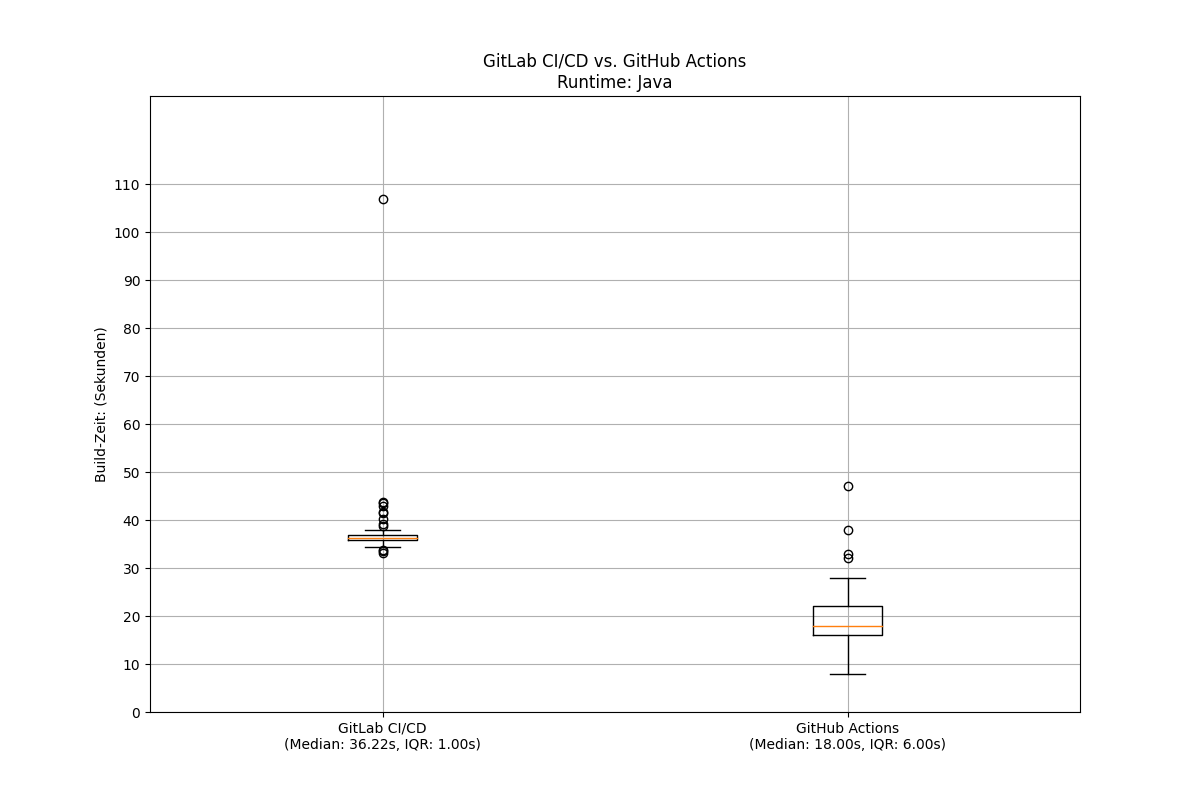 GitLab CI/CD vs. GitHub Actions
Runtime: Java
110
100
90
80
70
60
50
40
30
20
10
0
Build-Zeit: (Sekunden)
GitLab CI/CD
(Median: 36.22s, IQR: 1.00s)
GitHub Actions
(Median: 18.00s, IQR: 6.00s)